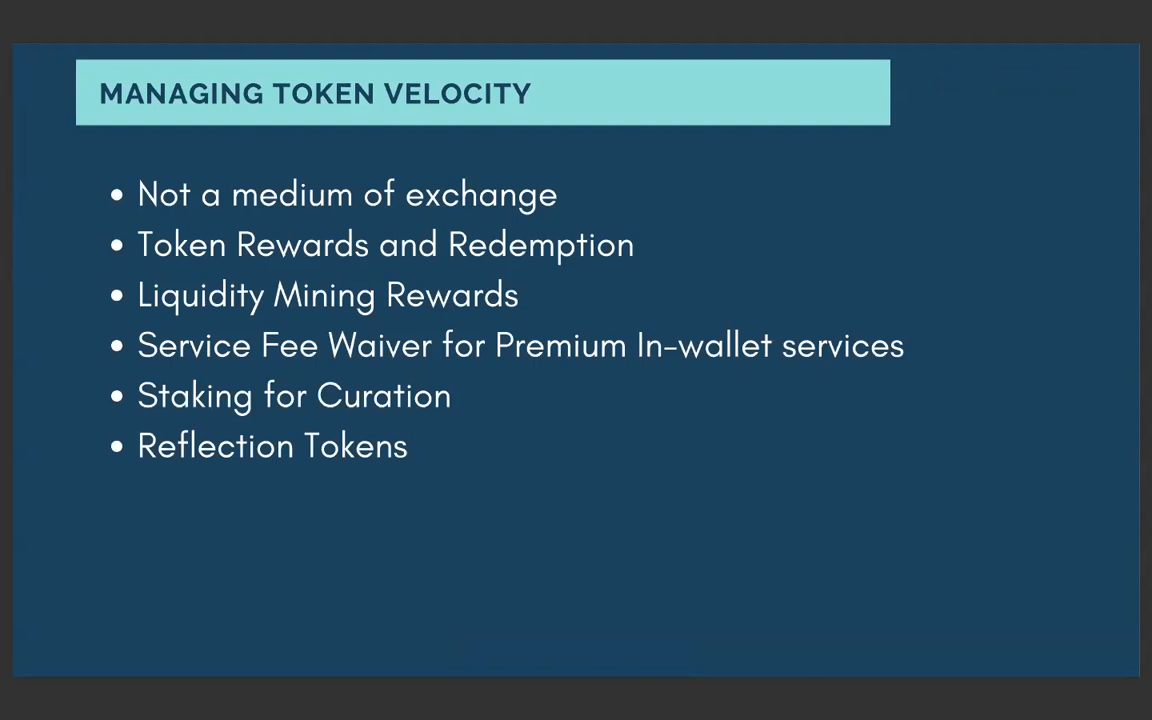 MANAGING TOKEN VELOCITY
• Not a medium of exchange
• Token Rewards and Redemption
• Liquidity Mining Rewards
• Service Fee Waiver for Premium In-wallet services
• Staking for Curation
• Reflection Tokens